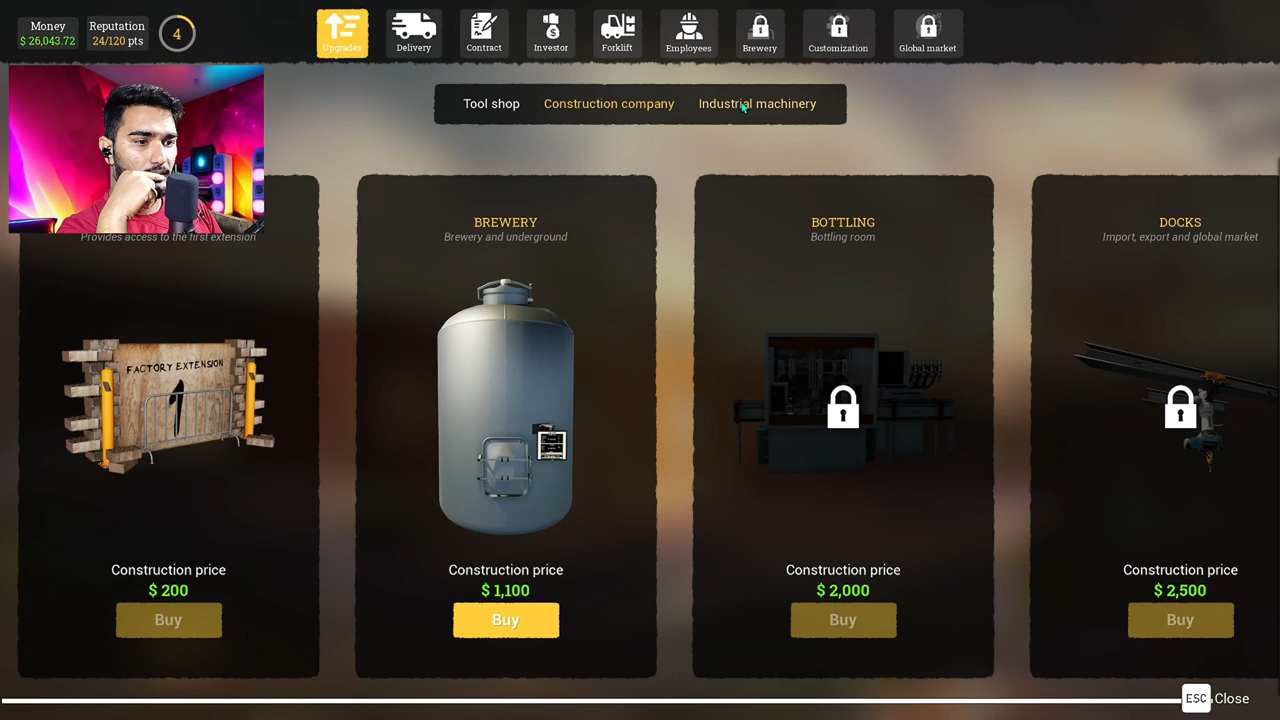 Money
$ 26,043.72
Reputation
24/120 pts
4
Upgrades
Delivery
Contract
Investor
Forklift
Employees
Brewery
Customization
Global market
Tool shop
Construction company
Industrial machinery
Provides access to the first extension
FACTORY EXTENSION
1
Construction price
$ 200
Buy
BREWERY
Brewery and underground
Construction price
$ 1,100
Buy
BOTTLING
Bottling room
Construction price
$ 2,000
Buy
DOCKS
Import, export and global market
Construction price
$ 2,500
Buy
ESC Close